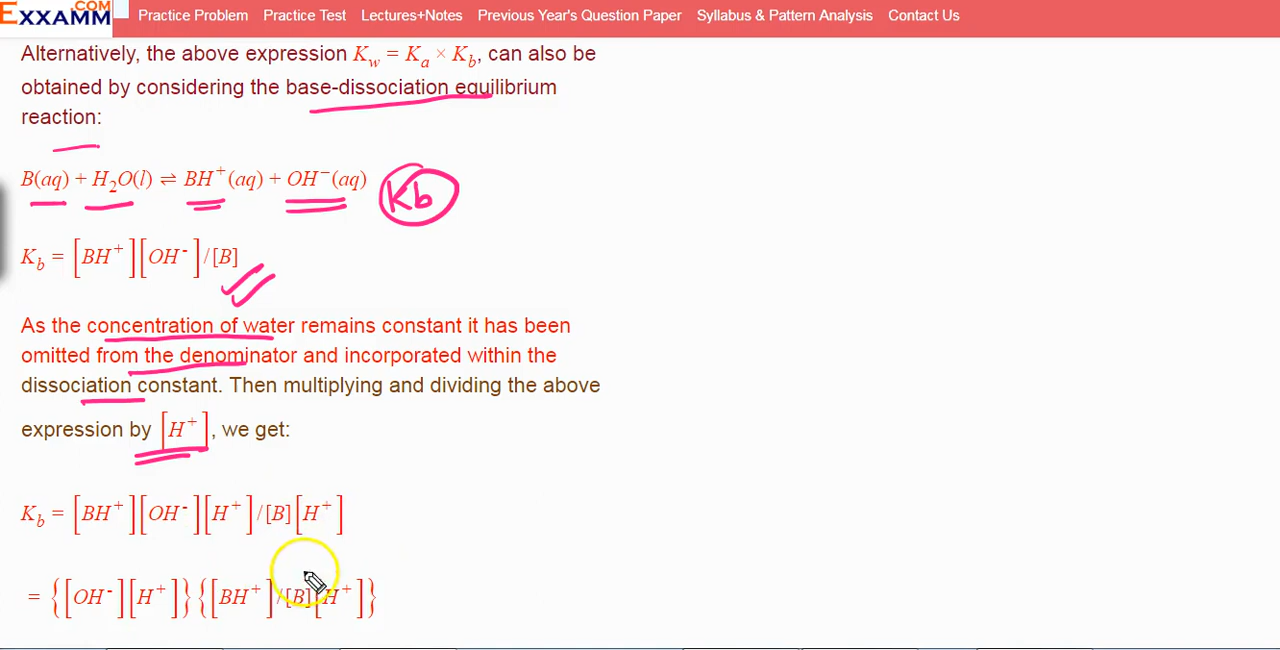 EXXAMM
.COM
Practice Problem Practice Test Lectures+Notes Previous Year's Question Paper Syllabus & Pattern Analysis Contact Us
Alternatively, the above expression K_w = K_a × K_b, can also be
obtained by considering the base-dissociation equilibrium
reaction:
B(aq) + H₂O(l) ⇌ BH⁺(aq) + OH⁻(aq) Kb
K_b = [BH⁺][OH⁻]/[B]
As the concentration of water remains constant it has been
omitted from the denominator and incorporated within the
dissociation constant. Then multiplying and dividing the above
expression by [H⁺], we get:
K_b = [BH⁺][OH⁻][H⁺]/[B][H⁺]
= {[OH⁻][H⁺]}{[BH⁺]/[B][H⁺]}